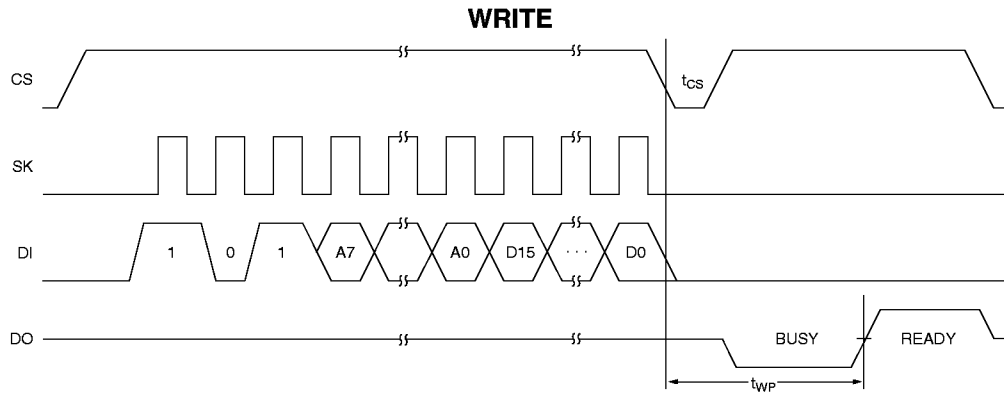 WRITE
CS
tCS
SK
DI
1 0 1 A7 A0 D15 · · · D0
DO
BUSY READY
tWP